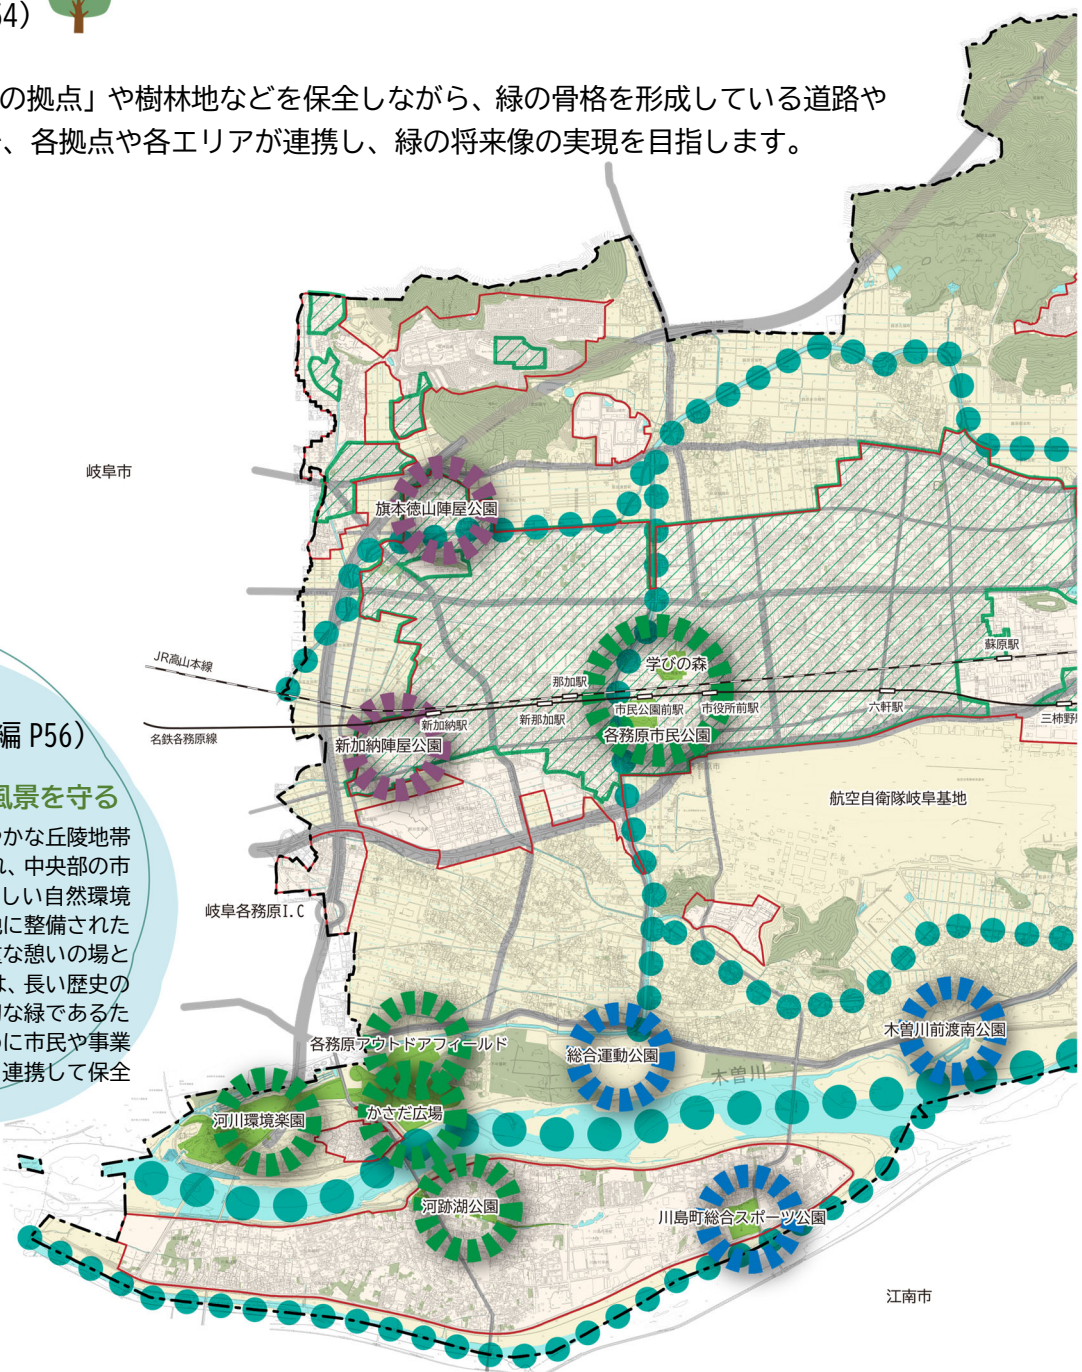 54)
の拠点」や樹林地などを保全しながら、緑の骨格を形成している道路や
、各拠点や各エリアが連携し、緑の将来像の実現を目指します。
岐阜市
旗本徳山陣屋公園
JR高山本線
名鉄各務原線
学びの森
蘇原駅
那加駅
市民公園前駅
市役所前駅
六軒駅
新那加駅
新加納駅
三柿野
各務原市民公園
新加納陣屋公園
編 P56)
風景を守る
やかな丘陵地帯
れ、中央部の市
しい自然環境
地に整備された
な憩いの場と
は、長い歴史の
な緑であるた
に市民や事業
連携して保全
航空自衛隊岐阜基地
岐阜各務原I.C
各務原アウトドアフィールド
総合運動公園
木曽川前渡南公園
木曽川
かさだ広場
河川環境楽園
河跡湖公園
川島町総合スポーツ公園
江南市